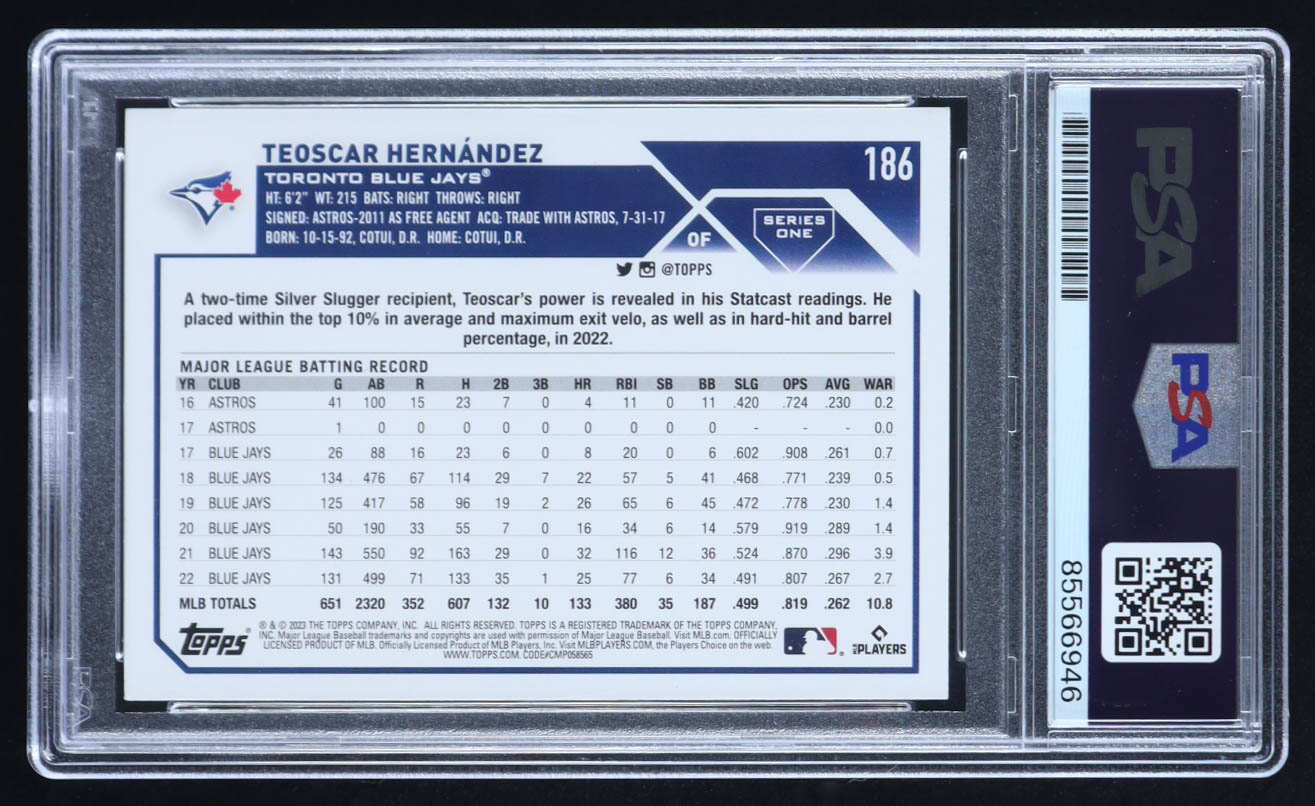 TEOSCAR HERNÁNDEZ
186
TORONTO BLUE JAYS®
HT: 6'2" WT: 215 BATS: RIGHT THROWS: RIGHT
SIGNED: ASTROS-2011 AS FREE AGENT ACQ: TRADE WITH ASTROS, 7-31-17
BORN: 10-15-92, COTUI, D.R. HOME: COTUI, D.R.
OF
SERIES
ONE
@TOPPS
A two-time Silver Slugger recipient, Teoscar's power is revealed in his Statcast readings. He
placed within the top 10% in average and maximum exit velo, as well as in hard-hit and barrel
percentage, in 2022.
MAJOR LEAGUE BATTING RECORD
YR CLUB G AB R H 2B 3B HR RBI SB BB SLG OPS AVG WAR
16 ASTROS 41 100 15 23 7 0 4 11 0 11 .420 .724 .230 0.2
17 ASTROS 1 0 0 0 0 0 0 0 0 0 - - - 0.0
17 BLUE JAYS 26 88 16 23 6 0 8 20 0 6 .602 .908 .261 0.7
18 BLUE JAYS 134 476 67 114 29 7 22 57 5 41 .468 .771 .239 0.5
19 BLUE JAYS 125 417 58 96 19 2 26 65 6 45 .472 .778 .230 1.4
20 BLUE JAYS 50 190 33 55 7 0 16 34 6 14 .579 .919 .289 1.4
21 BLUE JAYS 143 550 92 163 29 0 32 116 12 36 .524 .870 .296 3.9
22 BLUE JAYS 131 499 71 133 35 1 25 77 6 34 .491 .807 .267 2.7
MLB TOTALS 651 2320 352 607 132 10 133 380 35 187 .499 .819 .262 10.8
Topps
® & © 2023 THE TOPPS COMPANY, INC. ALL RIGHTS RESERVED. TOPPS IS A REGISTERED TRADEMARK OF THE TOPPS COMPANY,
INC. Major League Baseball trademarks and copyrights are used with permission of Major League Baseball. Visit MLB.com. OFFICIALLY
LICENSED PRODUCT OF MLB. Officially Licensed Product of MLB Players, Inc. Visit MLBPLAYERS.COM, the Players Choice on the web.
WWW.TOPPS.COM. CODE#CMP058565
MLB PLAYERS
PSA
PSA
85566946
PSA